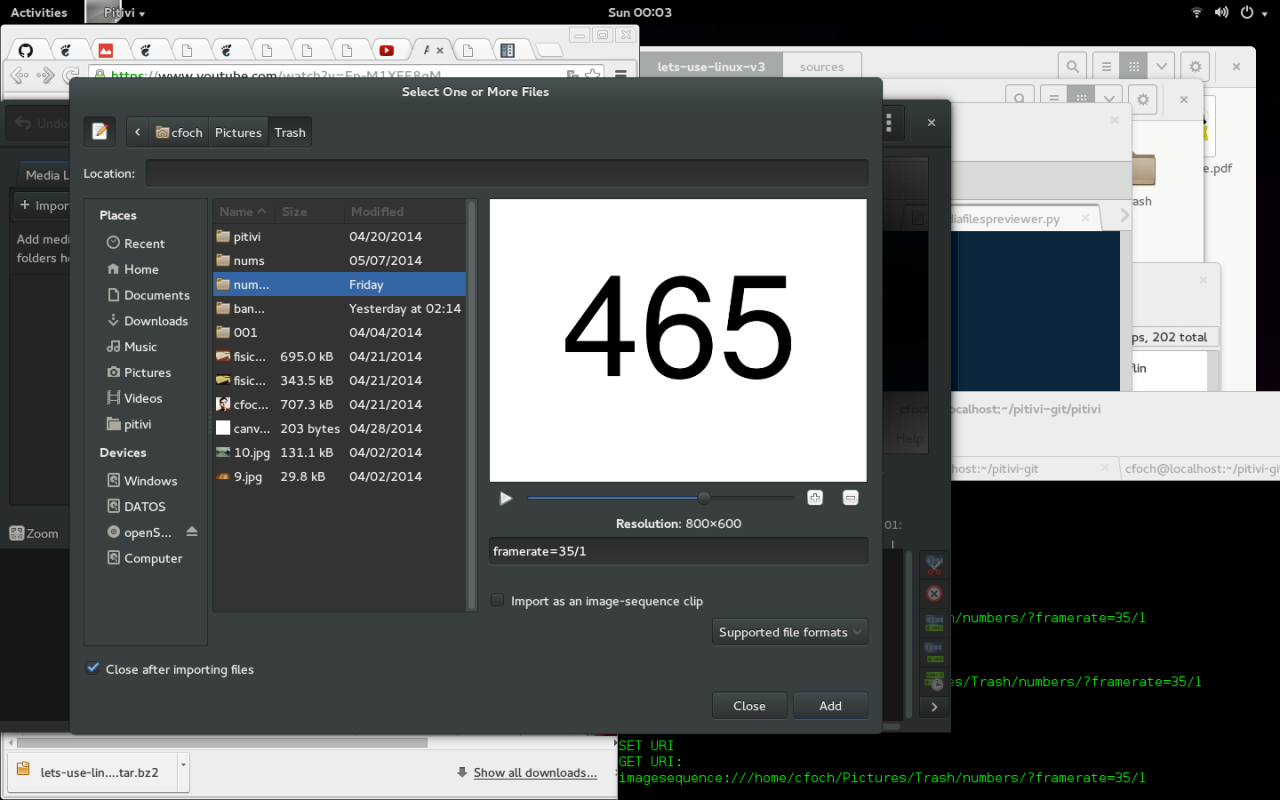 Activities
Pitivi
Sun 00:03
https://www.youtube.com/watch?v=
lets-use-linux-v3
sources
Select One or More Files
Undo
cfoch
Pictures
Trash
Location:
e.pdf
ash
Media L
Import
Add medi
folders he
Places
Recent
Home
Documents
Downloads
Music
Pictures
Videos
pitivi
Devices
Windows
DATOS
openS...
Computer
Name Size Modified
pitivi 04/20/2014
nums 05/07/2014
num... Friday
ban... Yesterday at 02:14
001 04/04/2014
fisic... 695.0 kB 04/21/2014
fisic... 343.5 kB 04/21/2014
cfoc... 707.3 kB 04/21/2014
canv... 203 bytes 04/28/2014
10.jpg 131.1 kB 04/02/2014
9.jpg 29.8 kB 04/02/2014
465
Resolution: 800×600
framerate=35/1
Import as an image-sequence clip
Supported file formats
Close after importing files
Close
Add
Zoom
01:
diafilespreviewer.py
ps, 202 total
flin
cfoch
ocalhost:~/pitivi-git/pitivi
Help
host:~/pitivi-git
cfoch@localhost:~/pitivi-git
h/numbers/?framerate=35/1
es/Trash/numbers/?framerate=35/1
SET URI
GET URI:
imagesequence:///home/cfoch/Pictures/Trash/numbers/?framerate=35/1
lets-use-lin....tar.bz2
Show all downloads...